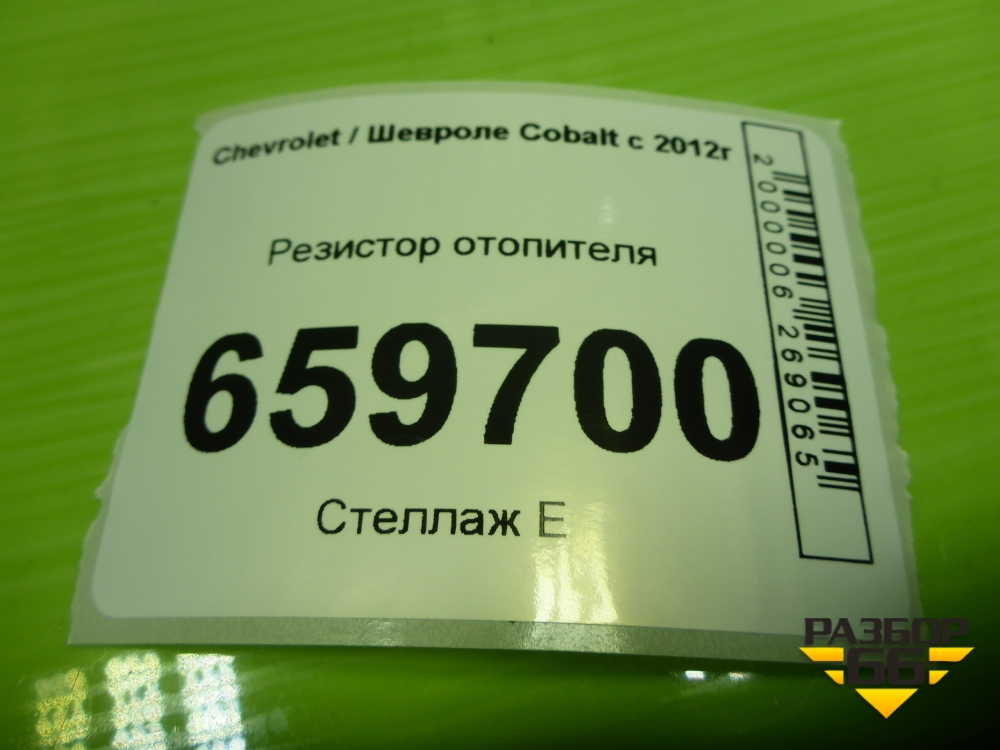 Chevrolet / Шевроле Cobalt с 2012г
Резистор отопителя
659700
Стеллаж Е
2000006269065
РАЗБОР
66